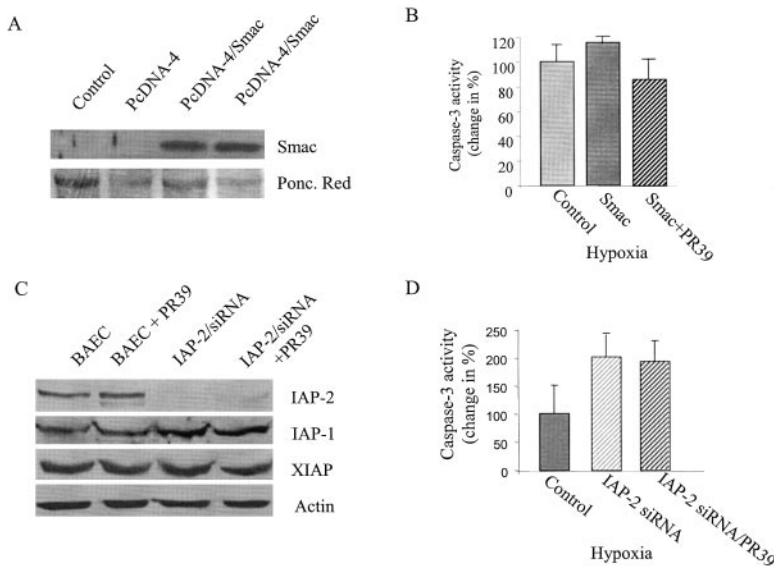 A
Control
PcDNA-4
PcDNA-4/Smac
PcDNA-4/Smac
Smac
Ponc. Red
B
Caspase-3 activity
(change in %)
120
100
80
60
40
20
0
Control
Smac
Smac+PR39
Hypoxia
C
BAEC
BAEC + PR39
IAP-2/siRNA
IAP-2/siRNA
+PR39
IAP-2
IAP-1
XIAP
Actin
D
Caspase-3 activity
(change in %)
250
200
150
100
50
0
Control
IAP-2 siRNA
IAP-2 siRNA/PR39
Hypoxia